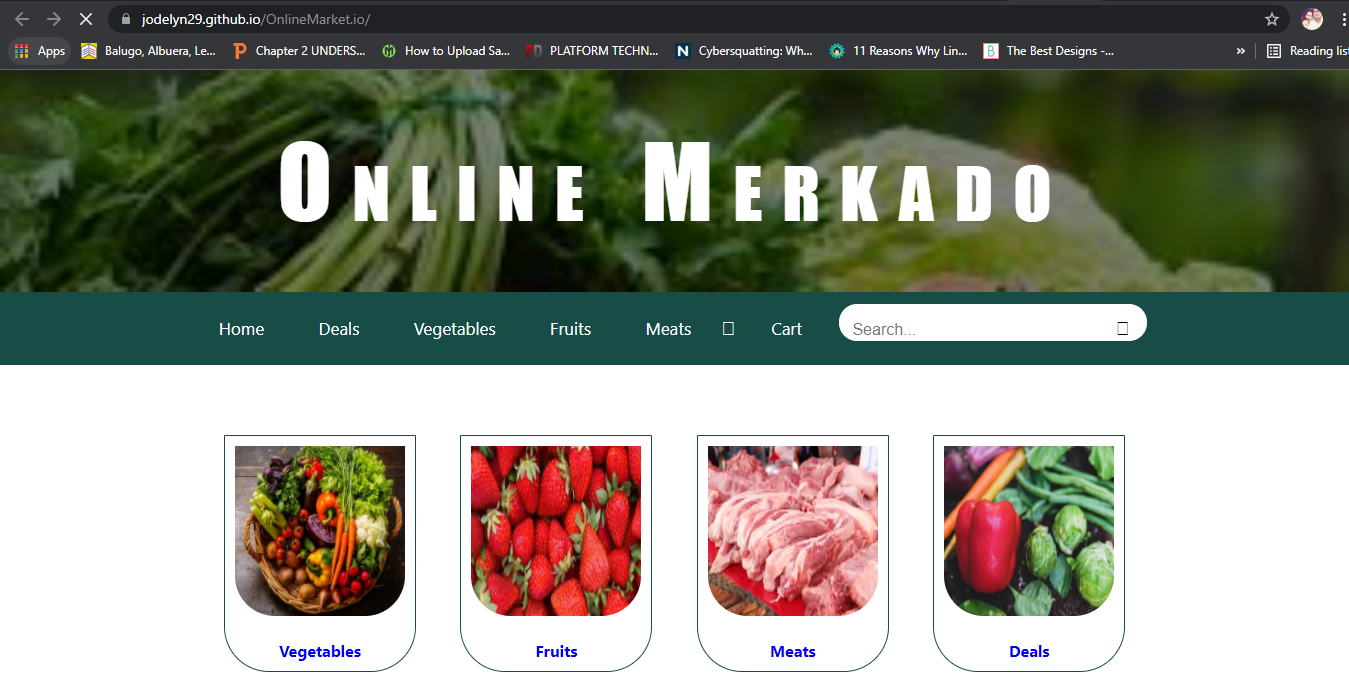 jodelyn29.github.io/OnlineMarket.io/
Apps Balugo, Albuera, Le... Chapter 2 UNDERS... How to Upload Sa... PLATFORM TECHN... Cybersquatting: Wh... 11 Reasons Why Lin... The Best Designs -... » Reading list
ONLINE MERKADO
Home Deals Vegetables Fruits Meats Cart Search...
Vegetables Fruits Meats Deals